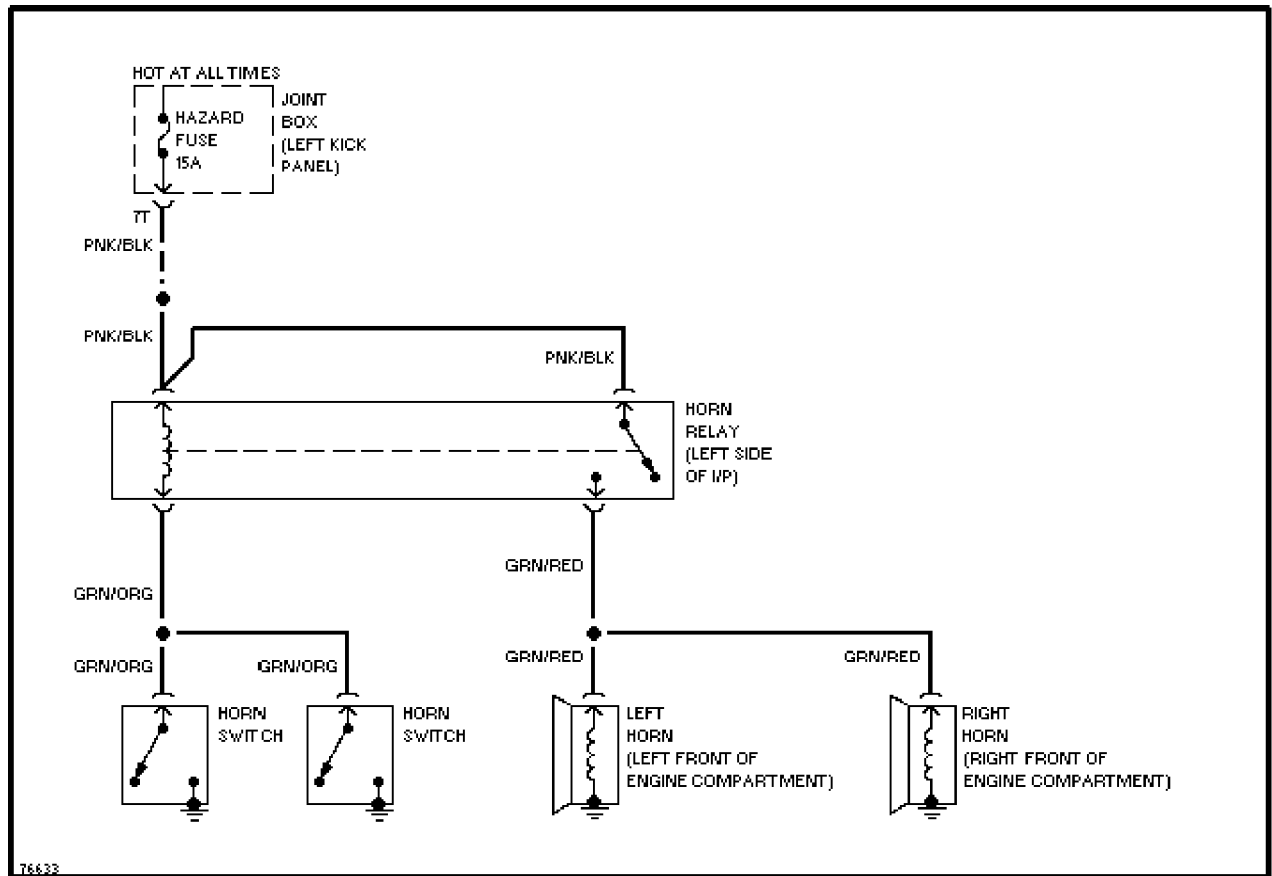 HOT AT ALL TIMES
HAZARD
FUSE
15A
JOINT
BOX
(LEFT KICK
PANEL)
7T
PNK/BLK
PNK/BLK
PNK/BLK
HORN
RELAY
(LEFT SIDE
OF I/P)
GRN/ORG
GRN/RED
GRN/ORG
GRN/ORG
GRN/RED
GRN/RED
HORN
SWITCH
HORN
SWITCH
LEFT
HORN
(LEFT FRONT OF
ENGINE COMPARTMENT)
RIGHT
HORN
(RIGHT FRONT OF
ENGINE COMPARTMENT)
76633